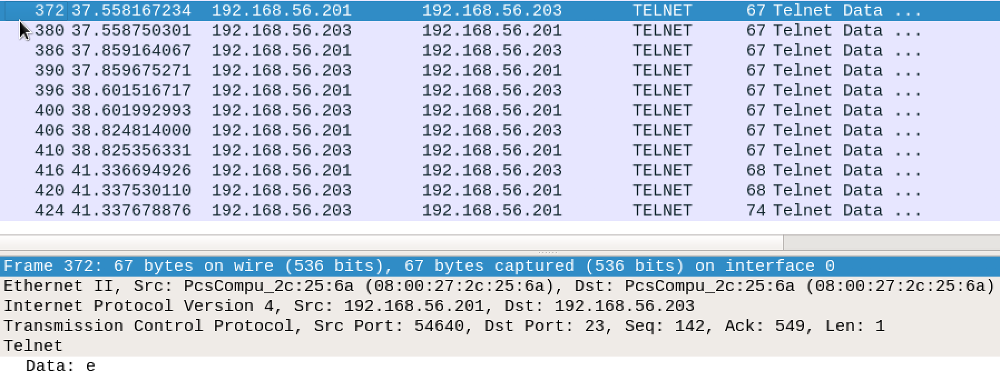 372 37.558167234 192.168.56.201 192.168.56.203 TELNET 67 Telnet Data ...
380 37.558750301 192.168.56.203 192.168.56.201 TELNET 67 Telnet Data ...
386 37.859164067 192.168.56.201 192.168.56.203 TELNET 67 Telnet Data ...
390 37.859675271 192.168.56.203 192.168.56.201 TELNET 67 Telnet Data ...
396 38.601516717 192.168.56.201 192.168.56.203 TELNET 67 Telnet Data ...
400 38.601992993 192.168.56.203 192.168.56.201 TELNET 67 Telnet Data ...
406 38.824814000 192.168.56.201 192.168.56.203 TELNET 67 Telnet Data ...
410 38.825356331 192.168.56.203 192.168.56.201 TELNET 67 Telnet Data ...
416 41.336694926 192.168.56.201 192.168.56.203 TELNET 68 Telnet Data ...
420 41.337530110 192.168.56.203 192.168.56.201 TELNET 68 Telnet Data ...
424 41.337678876 192.168.56.203 192.168.56.201 TELNET 74 Telnet Data ...
Frame 372: 67 bytes on wire (536 bits), 67 bytes captured (536 bits) on interface 0
Ethernet II, Src: PcsCompu_2c:25:6a (08:00:27:2c:25:6a), Dst: PcsCompu_2c:25:6a (08:00:27:2c:25:6a)
Internet Protocol Version 4, Src: 192.168.56.201, Dst: 192.168.56.203
Transmission Control Protocol, Src Port: 54640, Dst Port: 23, Seq: 142, Ack: 549, Len: 1
Telnet
Data: e